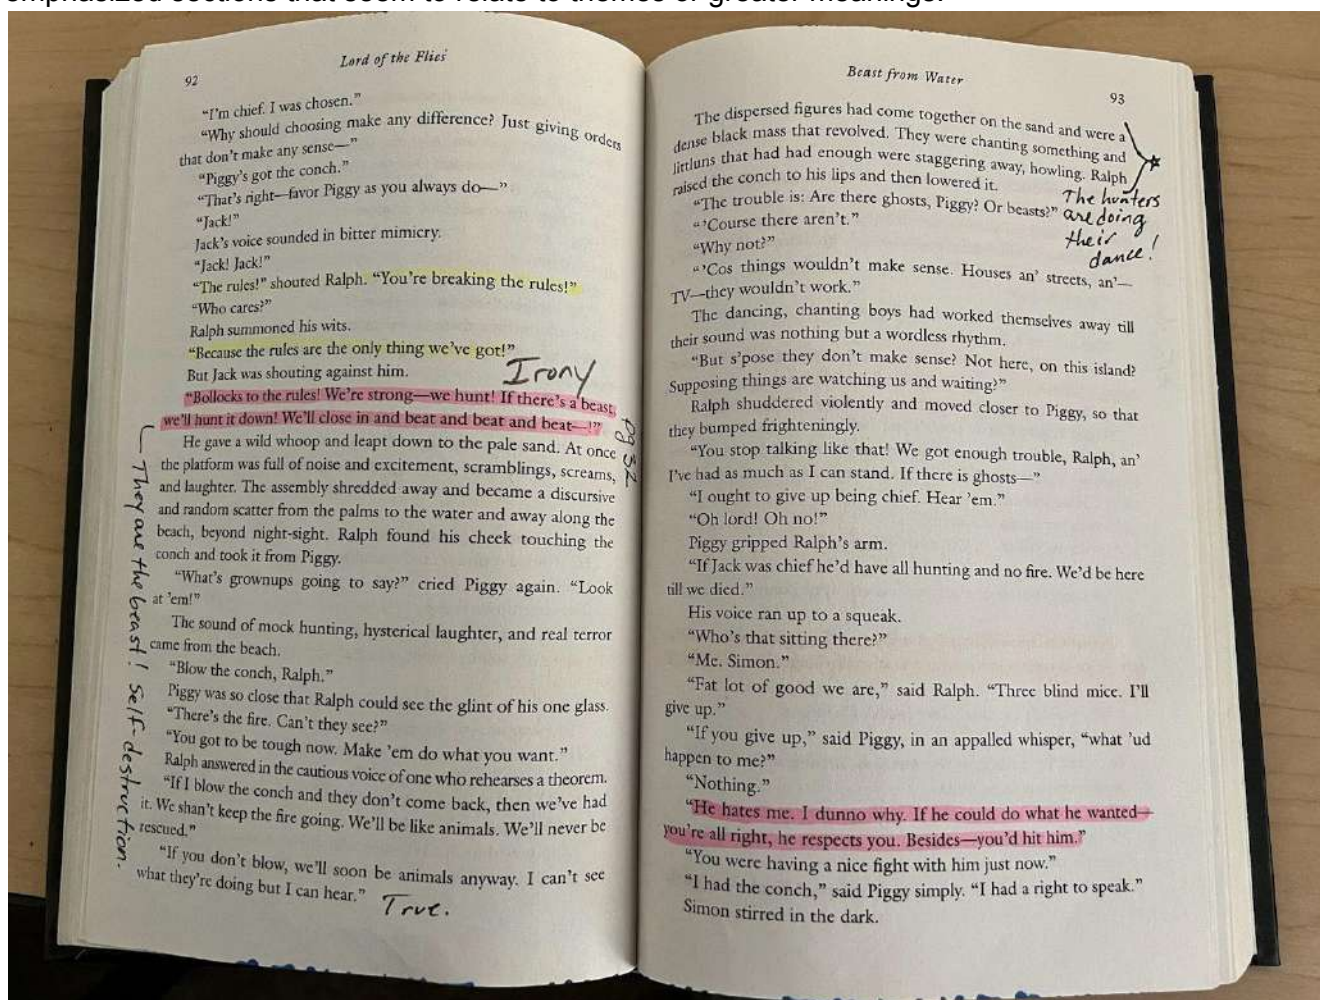 emphasized sections that seem to relate to themes or greater meanings.
Lord of the Flies
92
“I'm chief. I was chosen.”
“Why should choosing make any difference? Just giving orders
that don't make any sense—”
“Piggy's got the conch.”
“That's right—favor Piggy as you always do—”
“Jack!”
Jack's voice sounded in bitter mimicry.
“Jack! Jack!”
“The rules!” shouted Ralph. “You're breaking the rules!”
“Who cares?”
Ralph summoned his wits.
“Because the rules are the only thing we've got!”
But Jack was shouting against him.
Irony
“Bollocks to the rules! We're strong—we hunt! If there's a beast,
we'll hunt it down! We'll close in and beat and beat and beat—!”
pg 32
He gave a wild whoop and leapt down to the pale sand. At once
the platform was full of noise and excitement, scramblings, screams,
and laughter. The assembly shredded away and became a discursive
and random scatter from the palms to the water and away along the
beach, beyond night-sight. Ralph found his cheek touching the
conch and took it from Piggy.
“What's grownups going to say?” cried Piggy again. “Look
at 'em!”
The sound of mock hunting, hysterical laughter, and real terror
came from the beach.
“Blow the conch, Ralph.”
Piggy was so close that Ralph could see the glint of his one glass.
“There's the fire. Can't they see?”
“You got to be tough now. Make 'em do what you want.”
Ralph answered in the cautious voice of one who rehearses a theorem.
“If I blow the conch and they don't come back, then we've had
it. We shan't keep the fire going. We'll be like animals. We'll never be
rescued.”
“If you don't blow, we'll soon be animals anyway. I can't see
what they're doing but I can hear.”
True.
They are the beast! Self-destruction.
Beast from Water
93
The dispersed figures had come together on the sand and were a
dense black mass that revolved. They were chanting something and
littluns that had had enough were staggering away, howling. Ralph
raised the conch to his lips and then lowered it.
The hunters
are doing
their
dance!
“The trouble is: Are there ghosts, Piggy? Or beasts?”
“'Course there aren't.”
“Why not?”
“'Cos things wouldn't make sense. Houses an' streets, an'—
TV—they wouldn't work.”
The dancing, chanting boys had worked themselves away till
their sound was nothing but a wordless rhythm.
“But s'pose they don't make sense? Not here, on this island?
Supposing things are watching us and waiting?”
Ralph shuddered violently and moved closer to Piggy, so that
they bumped frighteningly.
“You stop talking like that! We got enough trouble, Ralph, an'
I've had as much as I can stand. If there is ghosts—”
“I ought to give up being chief. Hear 'em.”
“Oh lord! Oh no!”
Piggy gripped Ralph's arm.
“If Jack was chief he'd have all hunting and no fire. We'd be here
till we died.”
His voice ran up to a squeak.
“Who's that sitting there?”
“Me. Simon.”
“Fat lot of good we are,” said Ralph. “Three blind mice. I'll
give up.”
“If you give up,” said Piggy, in an appalled whisper, “what 'ud
happen to me?”
“Nothing.”
“He hates me. I dunno why. If he could do what he wanted—
you're all right, he respects you. Besides—you'd hit him.”
“You were having a nice fight with him just now.”
“I had the conch,” said Piggy simply. “I had a right to speak.”
Simon stirred in the dark.